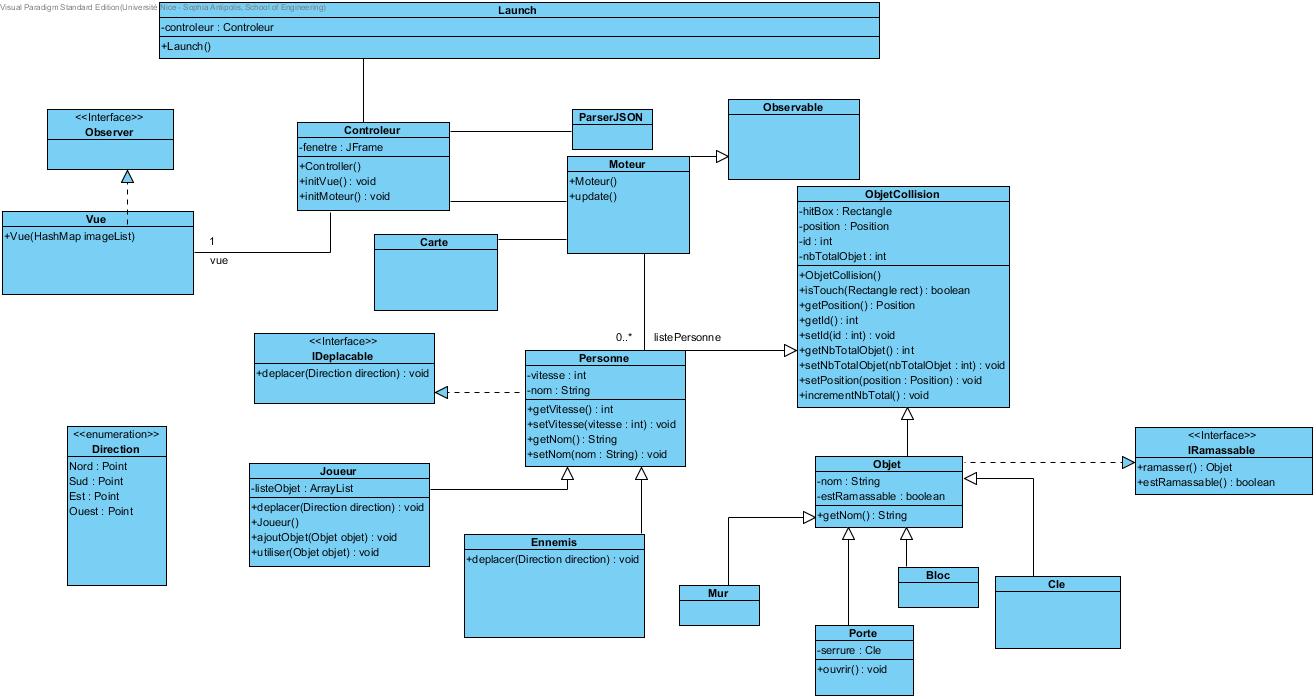 Visual Paradigm Standard Edition(Université Nice - Sophia Antipolis, School of Engineering)
Launch
-controleur : Controleur
+Launch()
<<Interface>>
Observer
Controleur
-fenetre : JFrame
+Controller()
+initVue() : void
+initMoteur() : void
ParserJSON
Observable
Moteur
+Moteur()
+update()
Vue
+Vue(HashMap imageList)
1
vue
Carte
ObjetCollision
-hitBox : Rectangle
-position : Position
-id : int
-nbTotalObjet : int
+ObjetCollision()
+isTouch(Rectangle rect) : boolean
+getPosition() : Position
+getId() : int
+setId(id : int) : void
+getNbTotalObjet() : int
+setNbTotalObjet(nbTotalObjet : int) : void
+setPosition(position : Position) : void
+incrementNbTotal() : void
0..*
listePersonne
<<Interface>>
IDeplacable
+deplacer(Direction direction) : void
Personne
-vitesse : int
-nom : String
+getVitesse() : int
+setVitesse(vitesse : int) : void
+getNom() : String
+setNom(nom : String) : void
<<enumeration>>
Direction
Nord : Point
Sud : Point
Est : Point
Ouest : Point
Joueur
-listeObjet : ArrayList
+deplacer(Direction direction) : void
+Joueur()
+ajoutObjet(Objet objet) : void
+utiliser(Objet objet) : void
Ennemis
+deplacer(Direction direction) : void
Objet
-nom : String
-estRamassable : boolean
+getNom() : String
<<Interface>>
IRamassable
+ramasser() : Objet
+estRamassable() : boolean
Mur
Bloc
Cle
Porte
-serrure : Cle
+ouvrir() : void